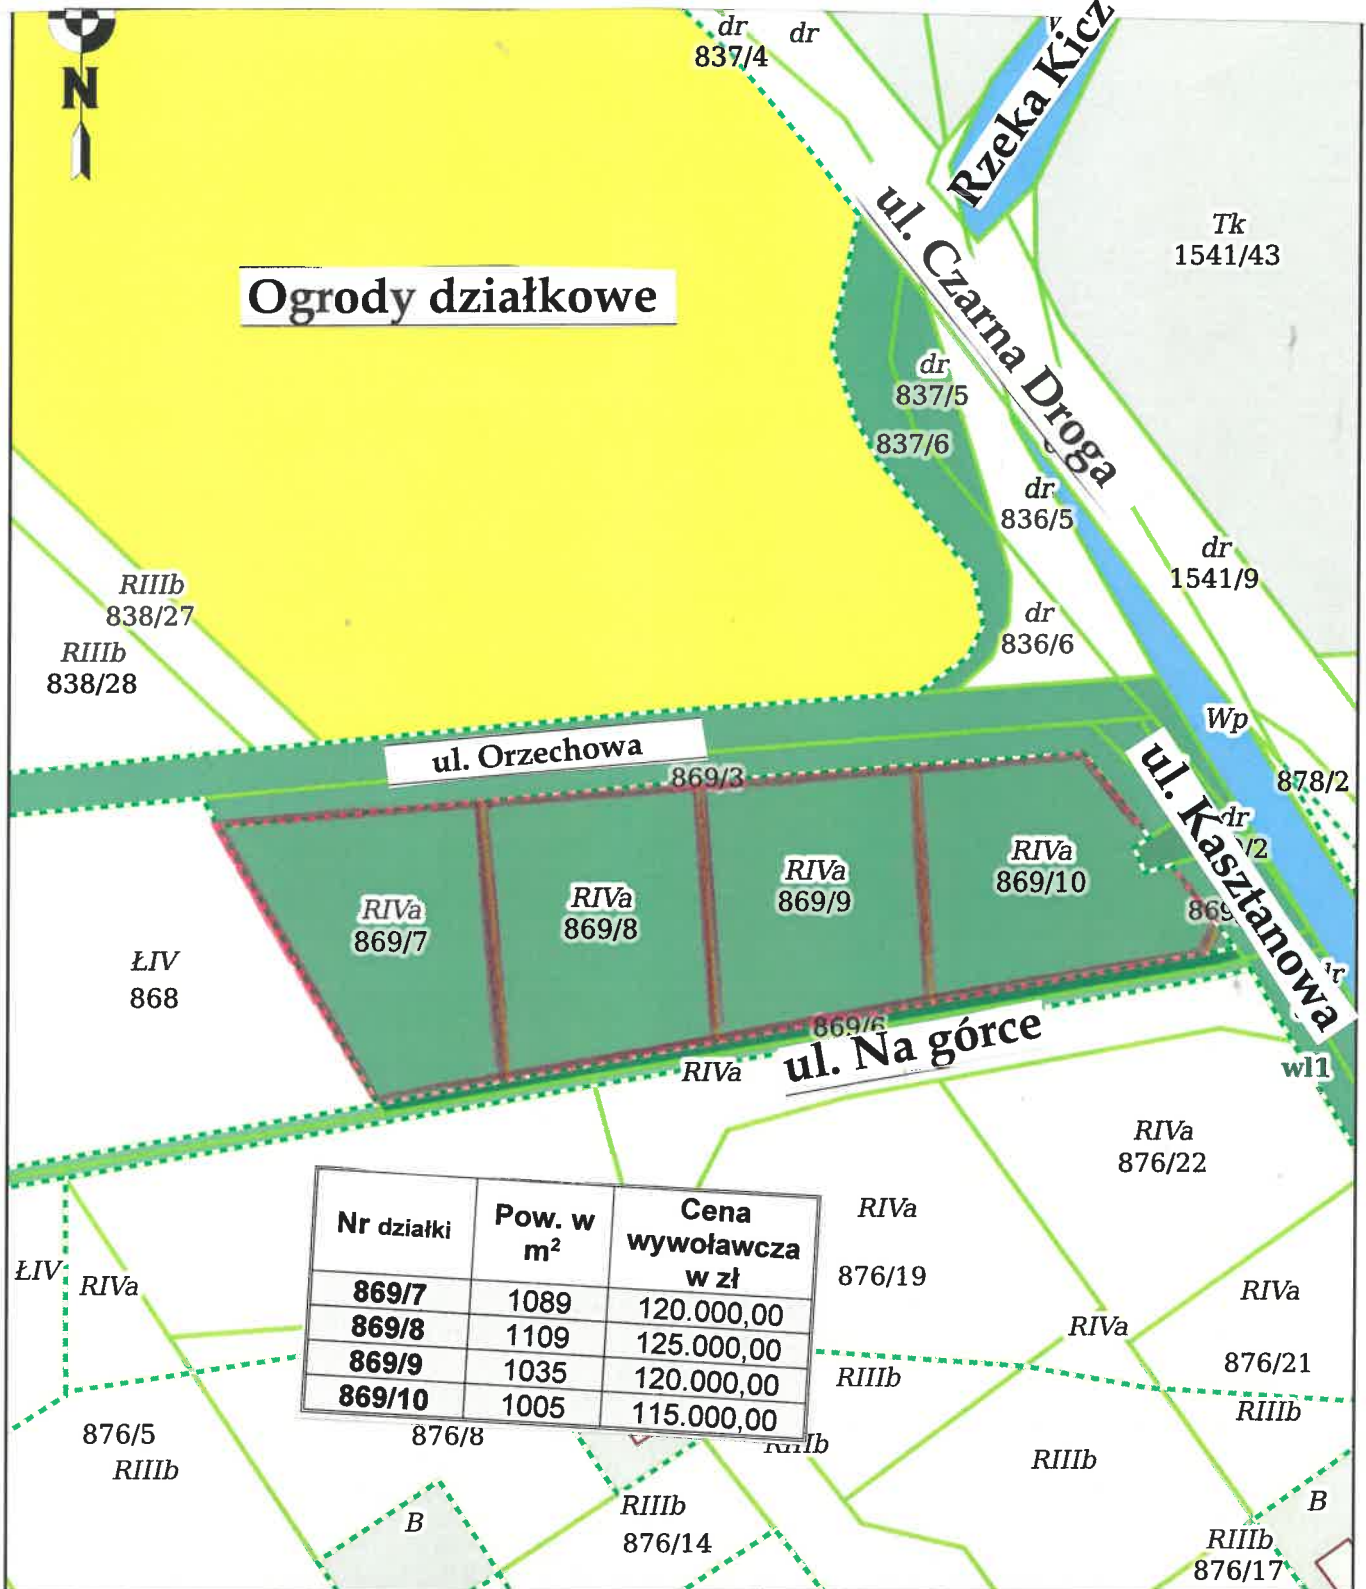 N
dr
837/4
dr
Rzeka Kicz
ul. Czarna Droga
Tk
1541/43
Ogrody działkowe
dr
837/5
837/6
dr
836/5
dr
1541/9
RIIIb
838/27
RIIIb
838/28
dr
836/6
Wp
ul. Orzechowa
869/3
878/2
ul. Kasztanowa
dr
/2
RIVa
869/7
RIVa
869/8
RIVa
869/9
RIVa
869/10
869
ŁIV
868
dr
869/6
ul. Na górce
RIVa
wl1
RIVa
876/22
Nr działki Pow. w m² Cena wywoławcza w zł
869/7 1089 120.000,00
869/8 1109 125.000,00
869/9 1035 120.000,00
869/10 1005 115.000,00
RIVa
876/19
ŁIV
RIVa
RIVa
RIVa
876/21
RIIIb
RIIIb
876/5
RIIIb
876/8
RIIIb
RIIIb
B
RIIIb
876/14
B
RIIIb
876/17